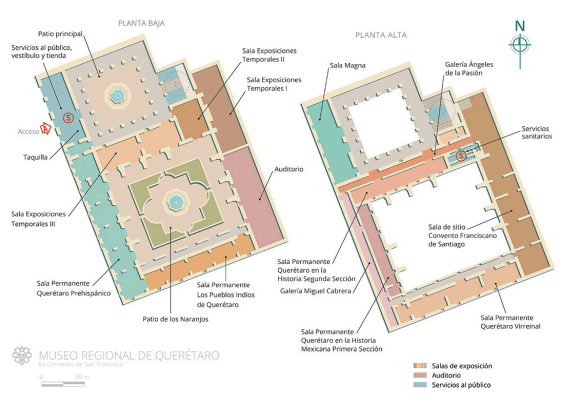 PLANTA BAJA
Patio principal
Servicios al público,
vestíbulo y tienda
Sala Exposiciones
Temporales II
Sala Exposiciones
Temporales I
Acceso
S
Taquilla
Auditorio
Sala Exposiciones
Temporales III
Sala Permanente
Querétaro Prehispánico
Sala Permanente
Los Pueblos Indios
de Querétaro
Patio de los Naranjos
PLANTA ALTA
N
Sala Magna
Galería Ángeles
de la Pasión
Servicios
sanitarios
S
Sala de sitio
Convento Franciscano
de Santiago
Sala Permanente
Querétaro en la
Historia Segunda Sección
Galería Miguel Cabrera
Sala Permanente
Querétaro en la Historia
Mexicana Primera Sección
Sala Permanente
Querétaro Virreinal
MUSEO REGIONAL DE QUERÉTARO
Ex Convento de San Francisco
0 20 m
Salas de exposición
Auditorio
Servicios al público